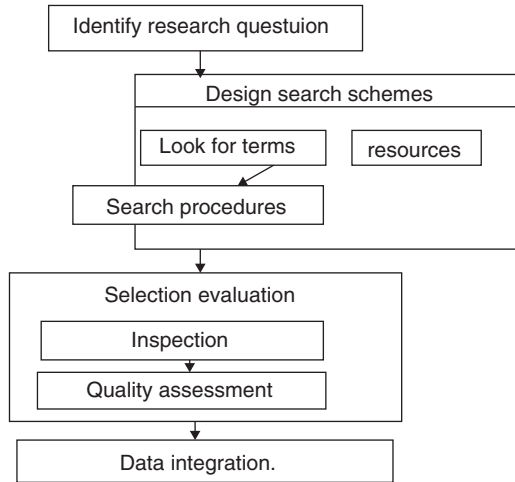 Identify research questuion
Design search schemes
Look for terms
resources
Search procedures
Selection evaluation
Inspection
Quality assessment
Data integration.